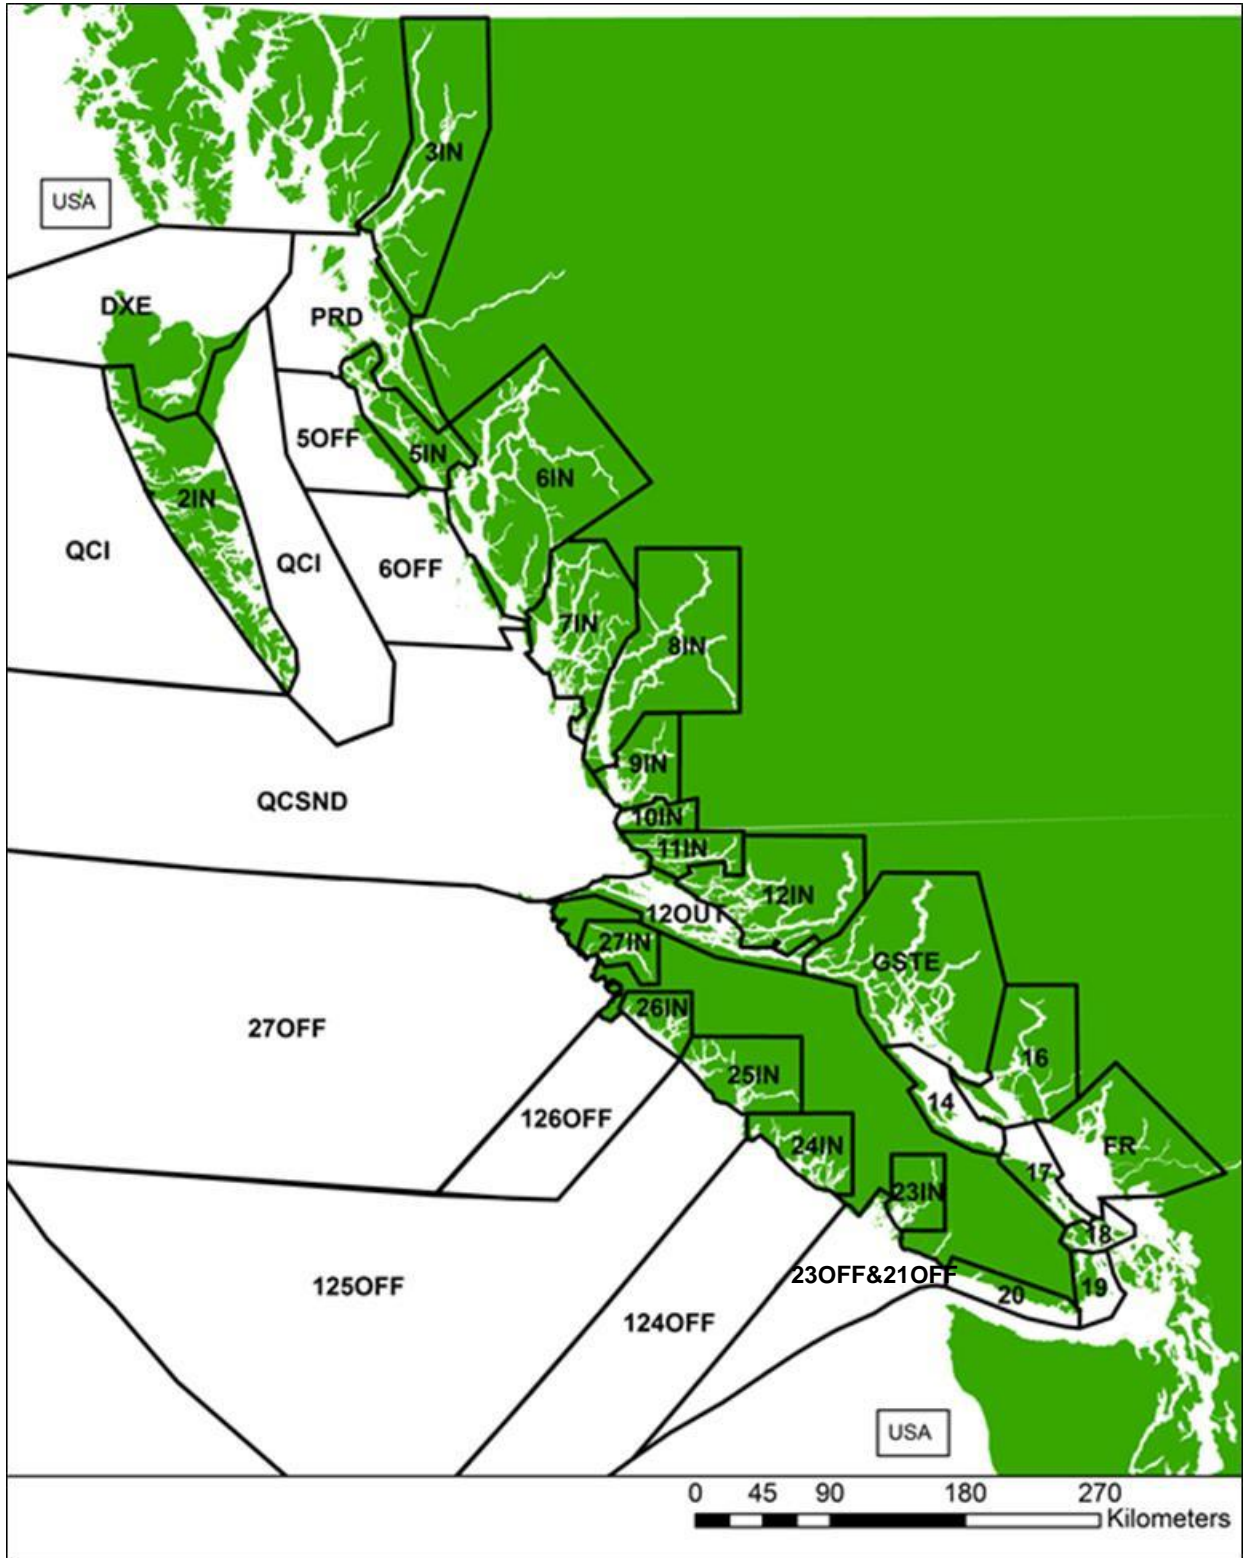 3IN
USA
DXE
PRD
5OFF
5IN
6IN
2IN
QCI
QCI
6OFF
7IN
8IN
9IN
QCSND
10IN
11IN
12IN
12OUT
27IN
GSTE
26IN
27OFF
16
25IN
14
126OFF
24IN
FR
17
23IN
18
23OFF&21OFF
125OFF
20
19
124OFF
USA
0 45 90 180 270
Kilometers